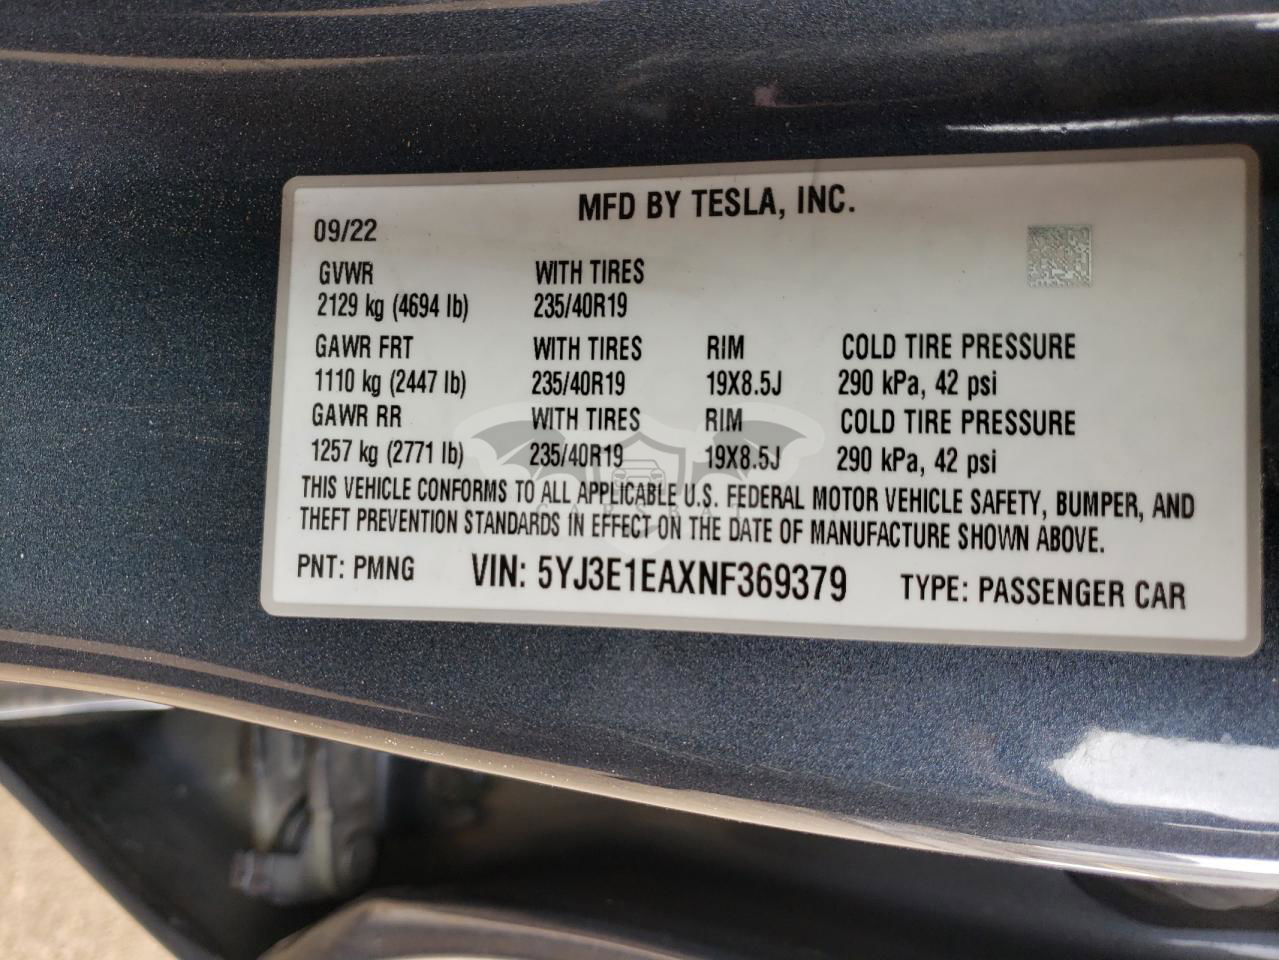 MFD BY TESLA, INC.
09/22
GVWR WITH TIRES
2129 kg (4694 lb) 235/40R19
GAWR FRT WITH TIRES RIM COLD TIRE PRESSURE
1110 kg (2447 lb) 235/40R19 19X8.5J 290 kPa, 42 psi
GAWR RR WITH TIRES RIM COLD TIRE PRESSURE
1257 kg (2771 lb) 235/40R19 19X8.5J 290 kPa, 42 psi
THIS VEHICLE CONFORMS TO ALL APPLICABLE U.S. FEDERAL MOTOR VEHICLE SAFETY, BUMPER, AND
THEFT PREVENTION STANDARDS IN EFFECT ON THE DATE OF MANUFACTURE SHOWN ABOVE.
PNT: PMNG VIN: 5YJ3E1EAXNF369379 TYPE: PASSENGER CAR